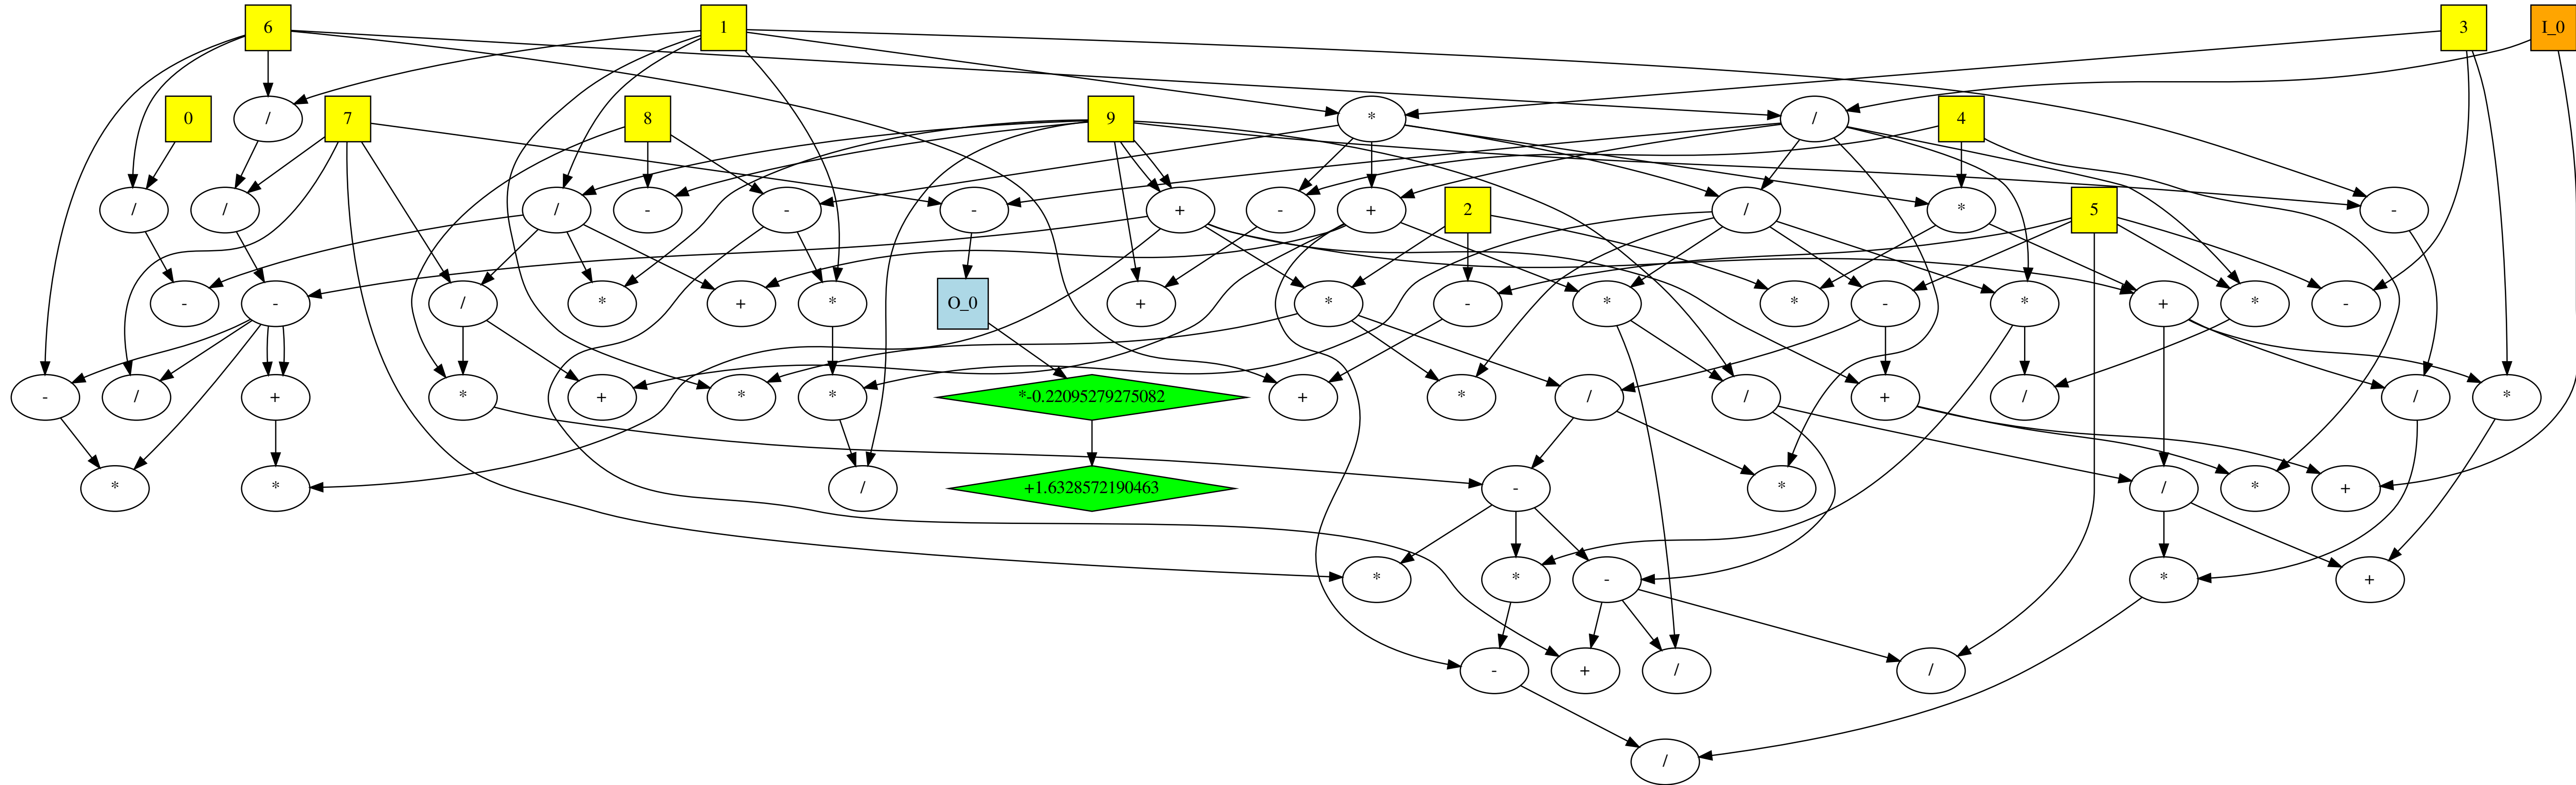 6 1 3 I_0
0 / 7 8 9 * / 4
/ / / - - - + - + 2 / * 5 -
- - / * + * O_0 + * - * * - * + * -
- / + * + * * *-0.22095279275082 + * / / + / / *
* * / +1.6328572190463 - * / * +
* * - * +
- + / /
/